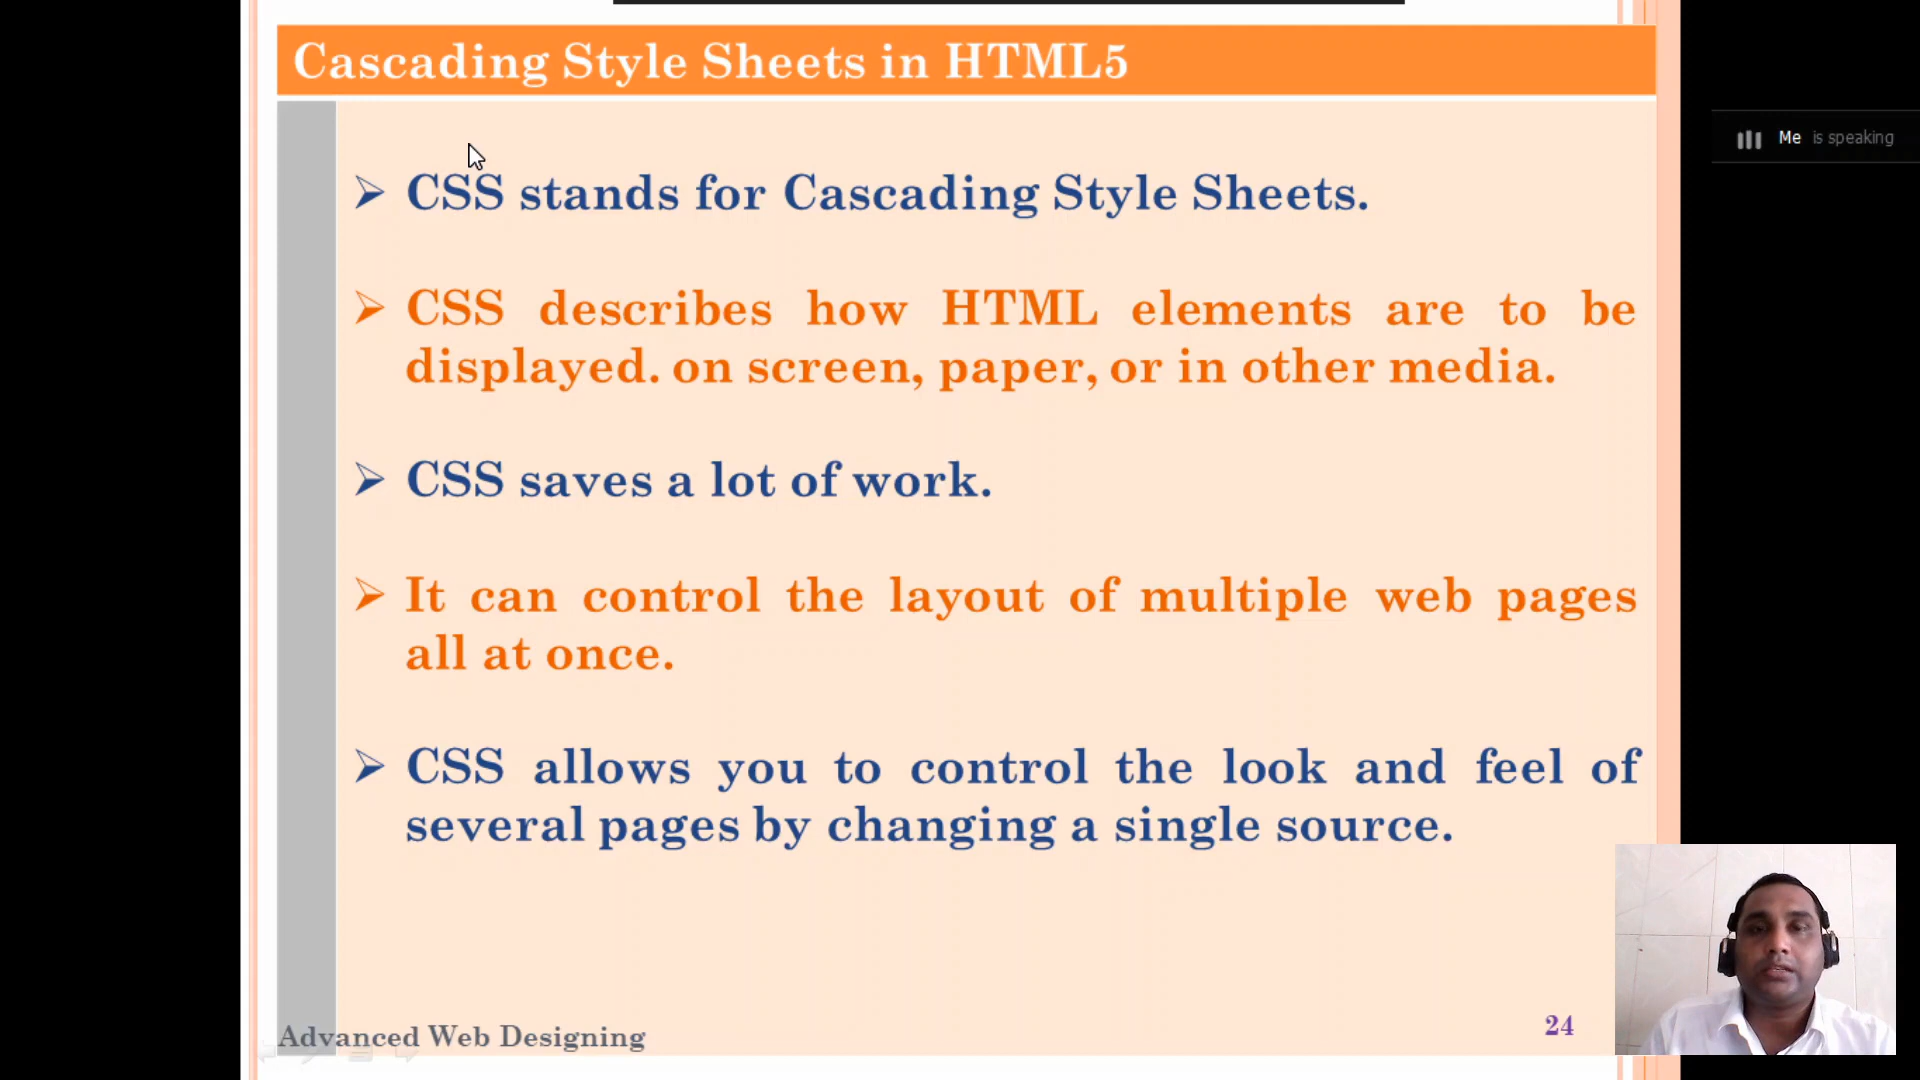 Cascading Style Sheets in HTML5
Me is speaking
➢ CSS stands for Cascading Style Sheets.
➢ CSS describes how HTML elements are to be
displayed. on screen, paper, or in other media.
➢ CSS saves a lot of work.
➢ It can control the layout of multiple web pages
all at once.
➢ CSS allows you to control the look and feel of
several pages by changing a single source.
Advanced Web Designing
24